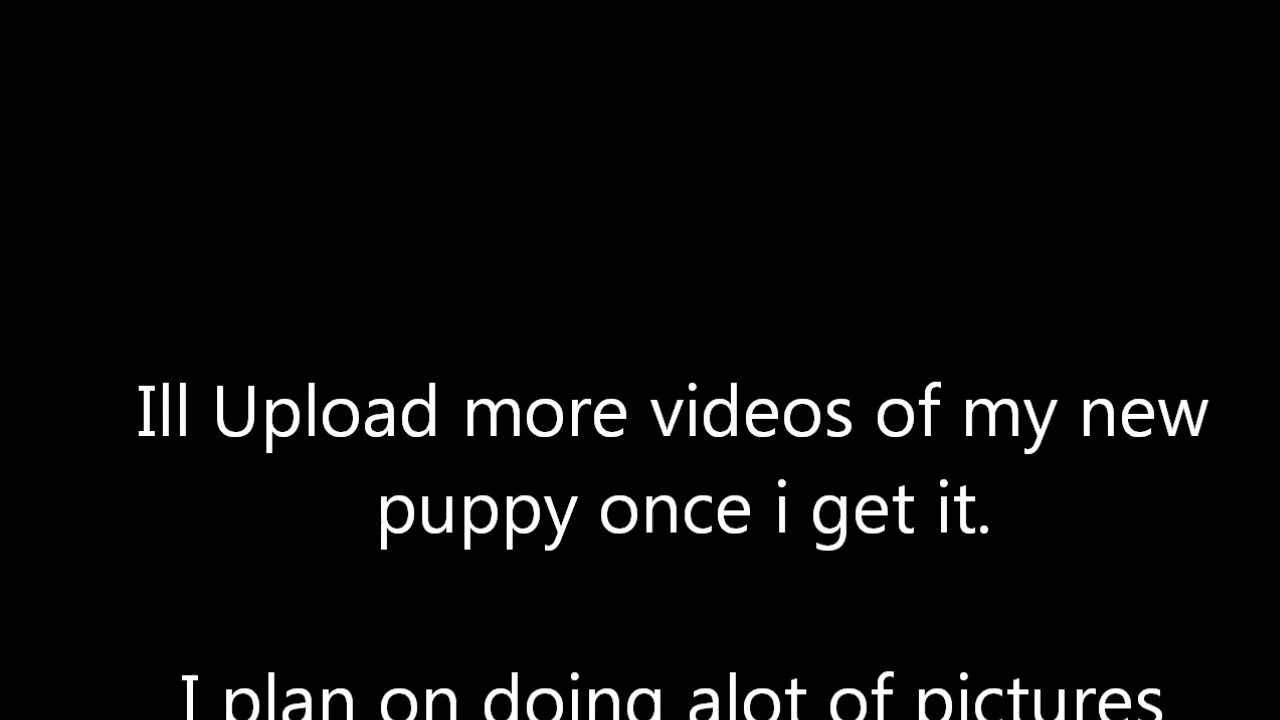 Ill Upload more videos of my new
puppy once i get it.
I plan on doing alot of pictures